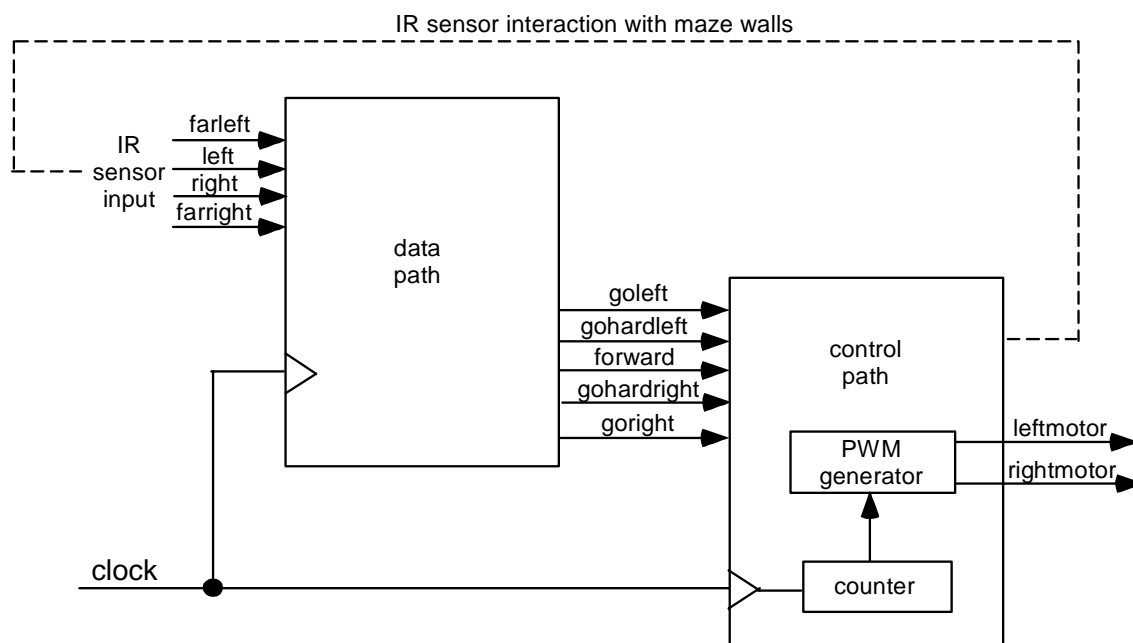 IR sensor interaction with maze walls
IR
sensor
input
farleft
left
right
farright
data
path
goleft
gohardleft
forward
gohardright
goright
control
path
PWM
generator
leftmotor
rightmotor
clock
counter